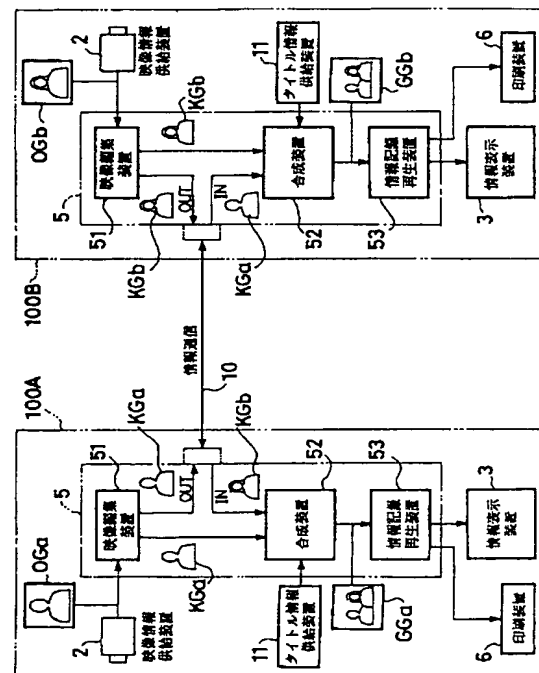 100A
OGa
2
映像情報
供給装置
5
51
映像編集
装置
KGa
KGa
OUT
IN
KGb
52
合成装置
11
タイトル情報
供給装置
GGa
53
情報記録
再生装置
3
情報表示
装置
6
印刷装置
情報通信
10
100B
OGb
2
映像情報
供給装置
5
51
映像編集
装置
KGb
KGb
OUT
IN
KGa
52
合成装置
11
タイトル情報
供給装置
GGb
53
情報記録
再生装置
3
情報表示
装置
6
印刷装置